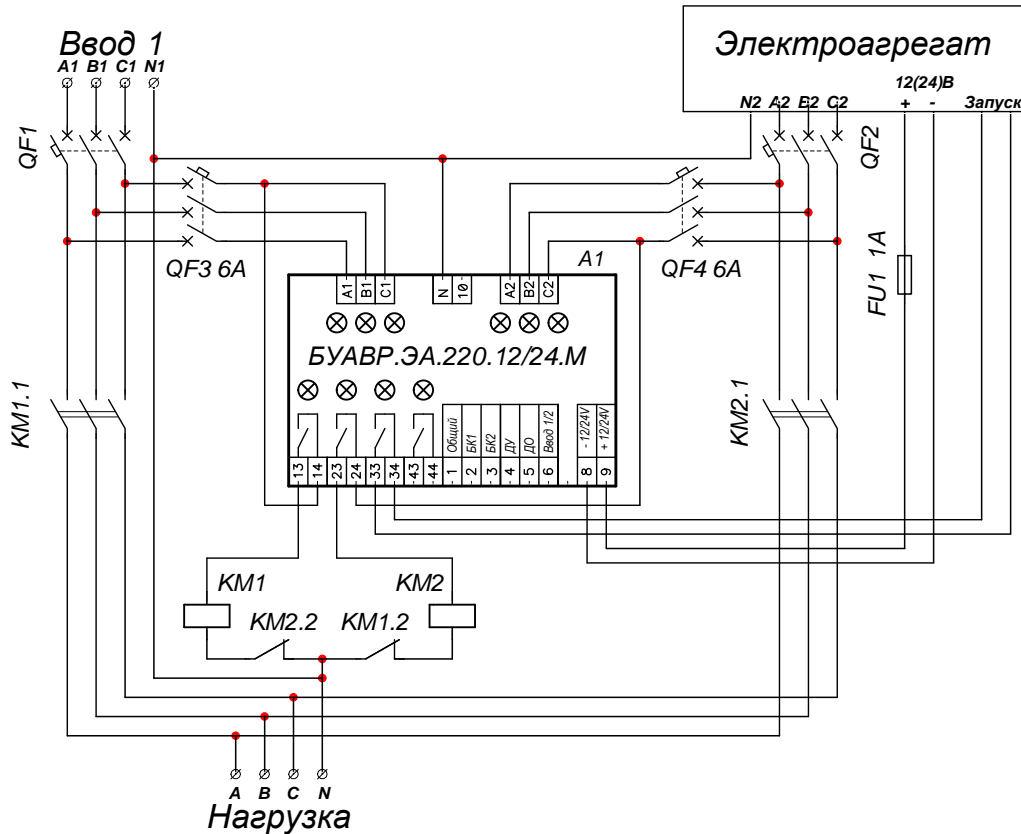 Ввод 1
A1 B1 C1 N1
Электроагрегат
12(24)В
N2 A2 B2 C2 + - Запуск
QF1
QF2
QF3 6А
QF4 6А
A1
FU1 1А
A1 B1 C1 N 10 A2 B2 C2
БУАВР.ЭА.220.12/24.М
KM1.1
KM2.1
Общий БК1 БК2 ДУ ДО Ввод 1/2 - 12/24V + 12/24V
13 14 23 24 33 34 43 44 1 2 3 4 5 6 - 8 9
KM1
KM2
KM2.2
KM1.2
A B C N
Нагрузка